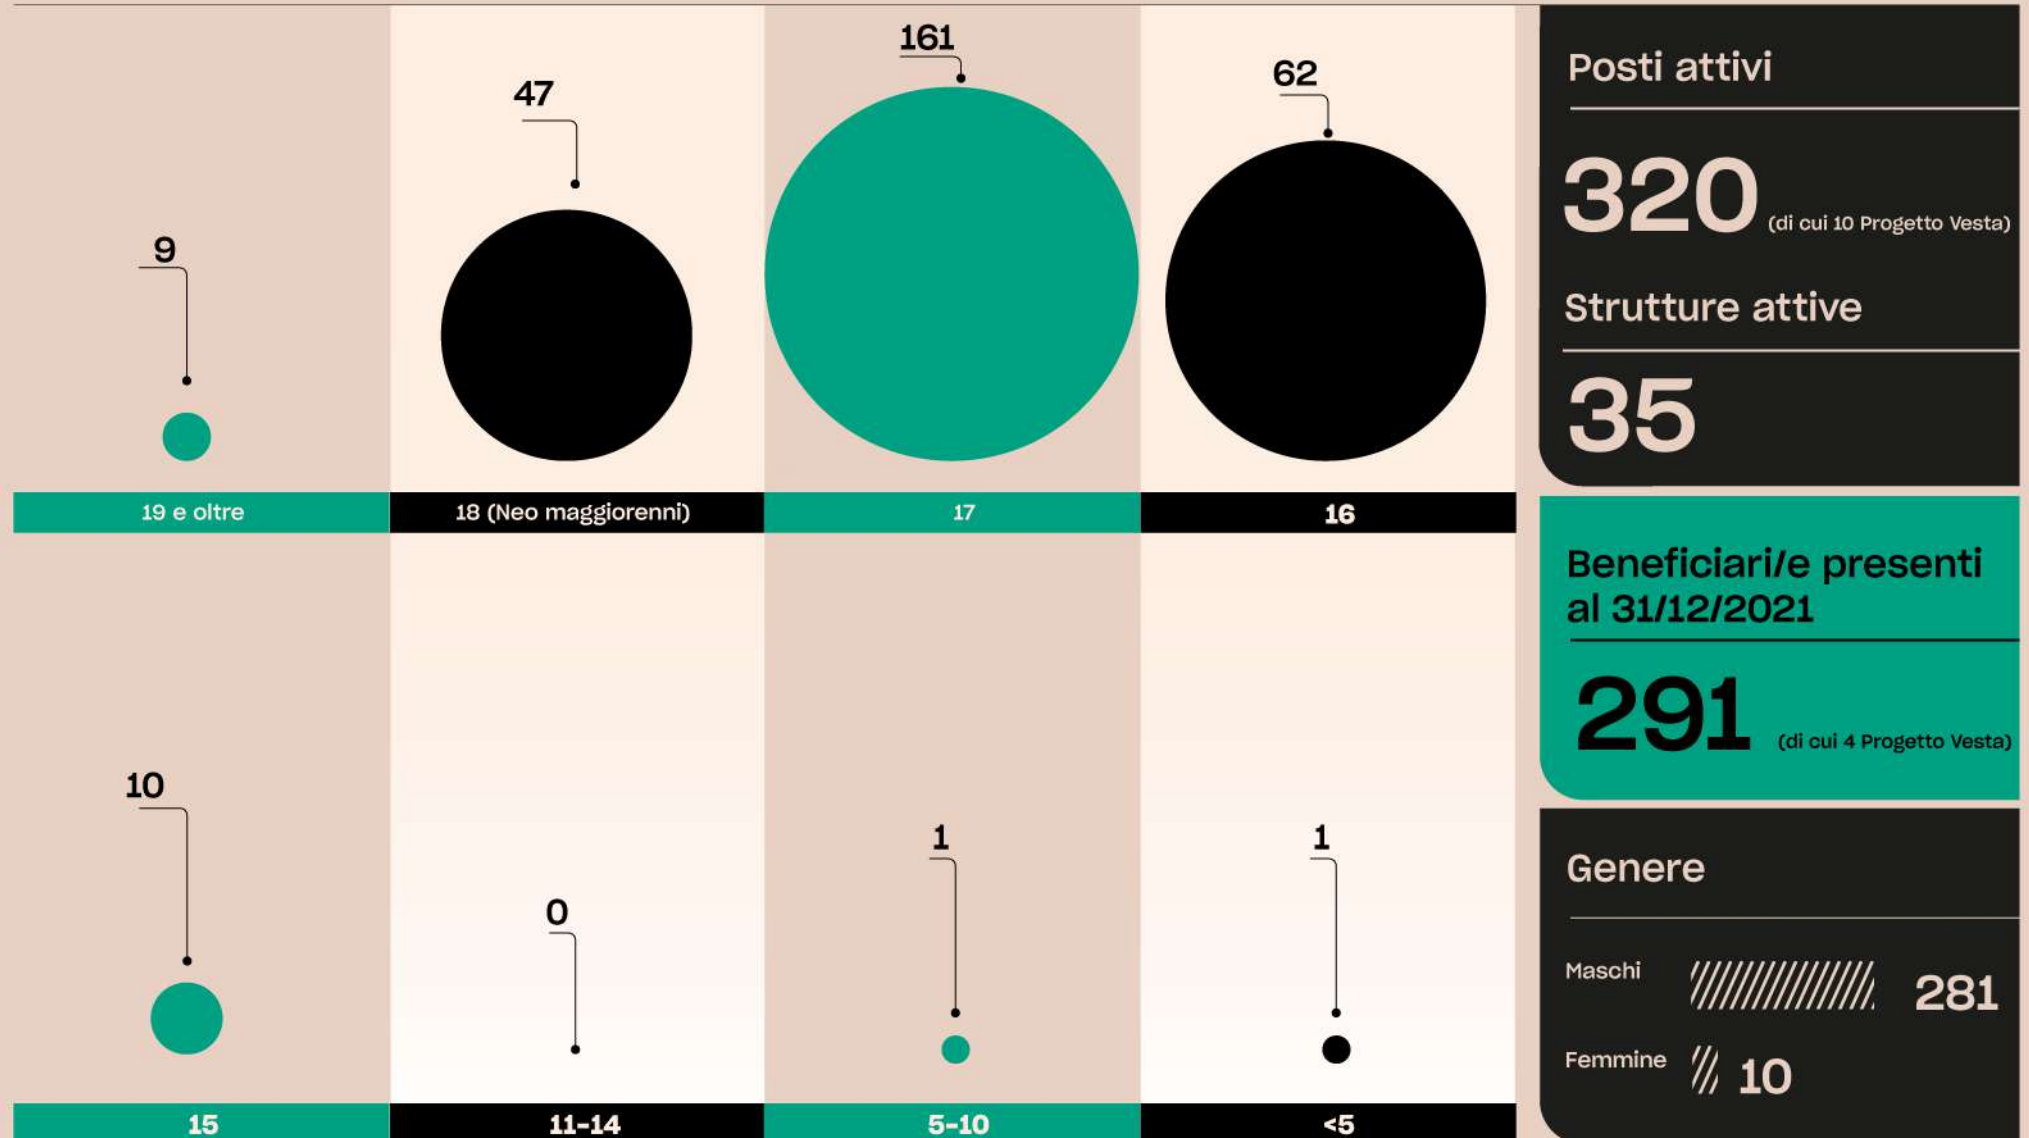 9
47
161
62
19 e oltre
18 (Neo maggiorenni)
17
16
10
0
1
1
15
11-14
5-10
<5
Posti attivi
320 (di cui 10 Progetto Vesta)
Strutture attive
35
Beneficiari/e presenti
al 31/12/2021
291 (di cui 4 Progetto Vesta)
Genere
Maschi 281
Femmine 10